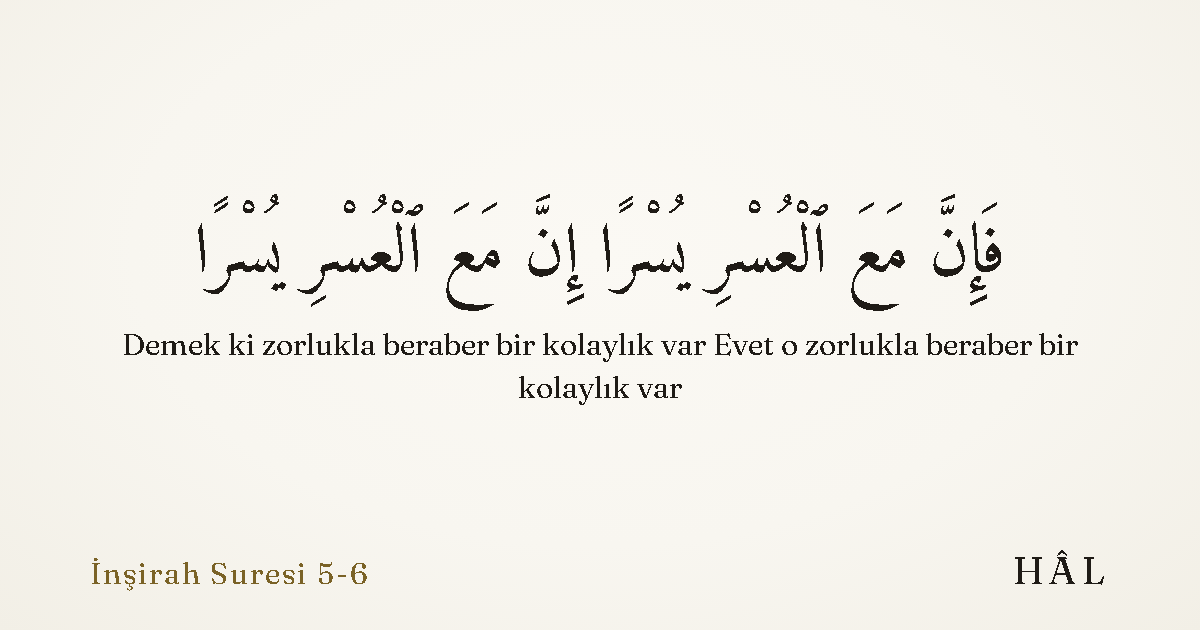 فَإِنَّ مَعَ ٱلْعُسْرِ يُسْرًا إِنَّ مَعَ ٱلْعُسْرِ يُسْرًا
Demek ki zorlukla beraber bir kolaylık var Evet o zorlukla beraber bir
kolaylık var
İnşirah Suresi 5-6
HÂL